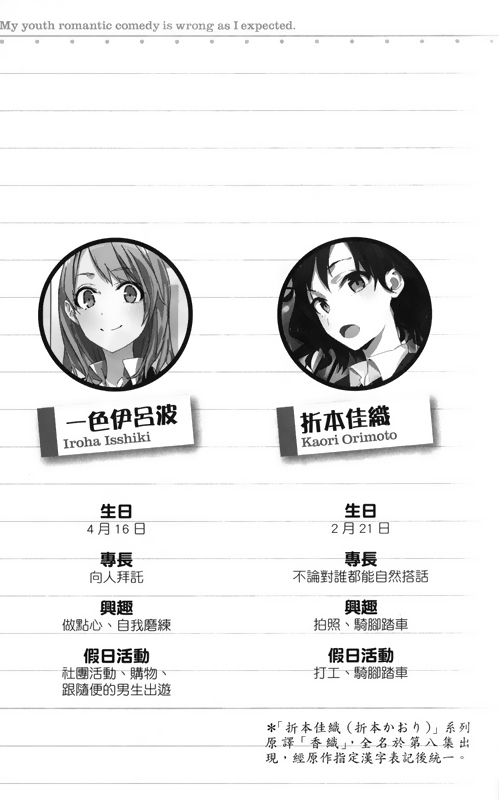 My youth romantic comedy is wrong as I expected.
一色伊呂波
Iroha Isshiki
生日
4月16日
專長
向人拜託
興趣
做點心、自我磨練
假日活動
社團活動、購物、
跟隨便的男生出遊
折本佳織
Kaori Orimoto
生日
2月21日
專長
不論對誰都能自然搭話
興趣
拍照、騎腳踏車
假日活動
打工、騎腳踏車
*「折本佳織（折本かおり）」系列
原譯「香織」，全名於第八集出
現，經原作指定漢字表記後統一。